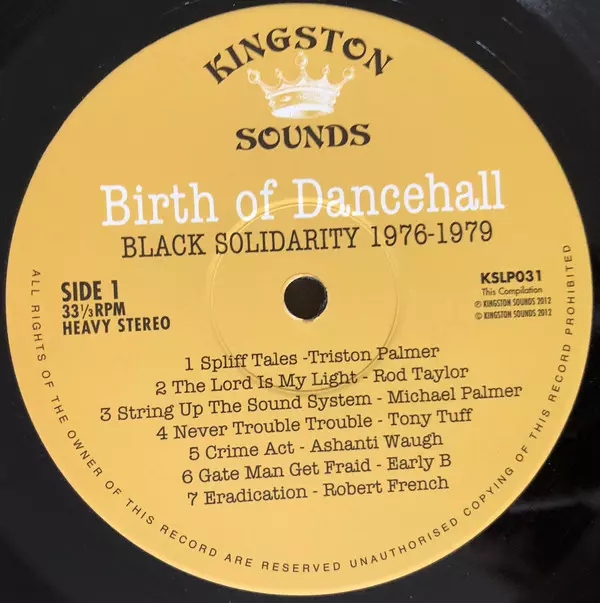 KINGSTON
SOUNDS
Birth of Dancehall
BLACK SOLIDARITY 1976-1979
SIDE 1
33⅓RPM
HEAVY STEREO
KSLP031
This Compilation
℗ KINGSTON SOUNDS 2012
© KINGSTON SOUNDS 2012
1 Spliff Tales -Triston Palmer
2 The Lord Is My Light - Rod Taylor
3 String Up The Sound System - Michael Palmer
4 Never Trouble Trouble - Tony Tuff
5 Crime Act - Ashanti Waugh
6 Gate Man Get Fraid - Early B
7 Eradication - Robert French
ALL RIGHTS OF THE OWNER OF THIS RECORD ARE RESERVED UNAUTHORISED COPYING OF THIS RECORD PROHIBITED